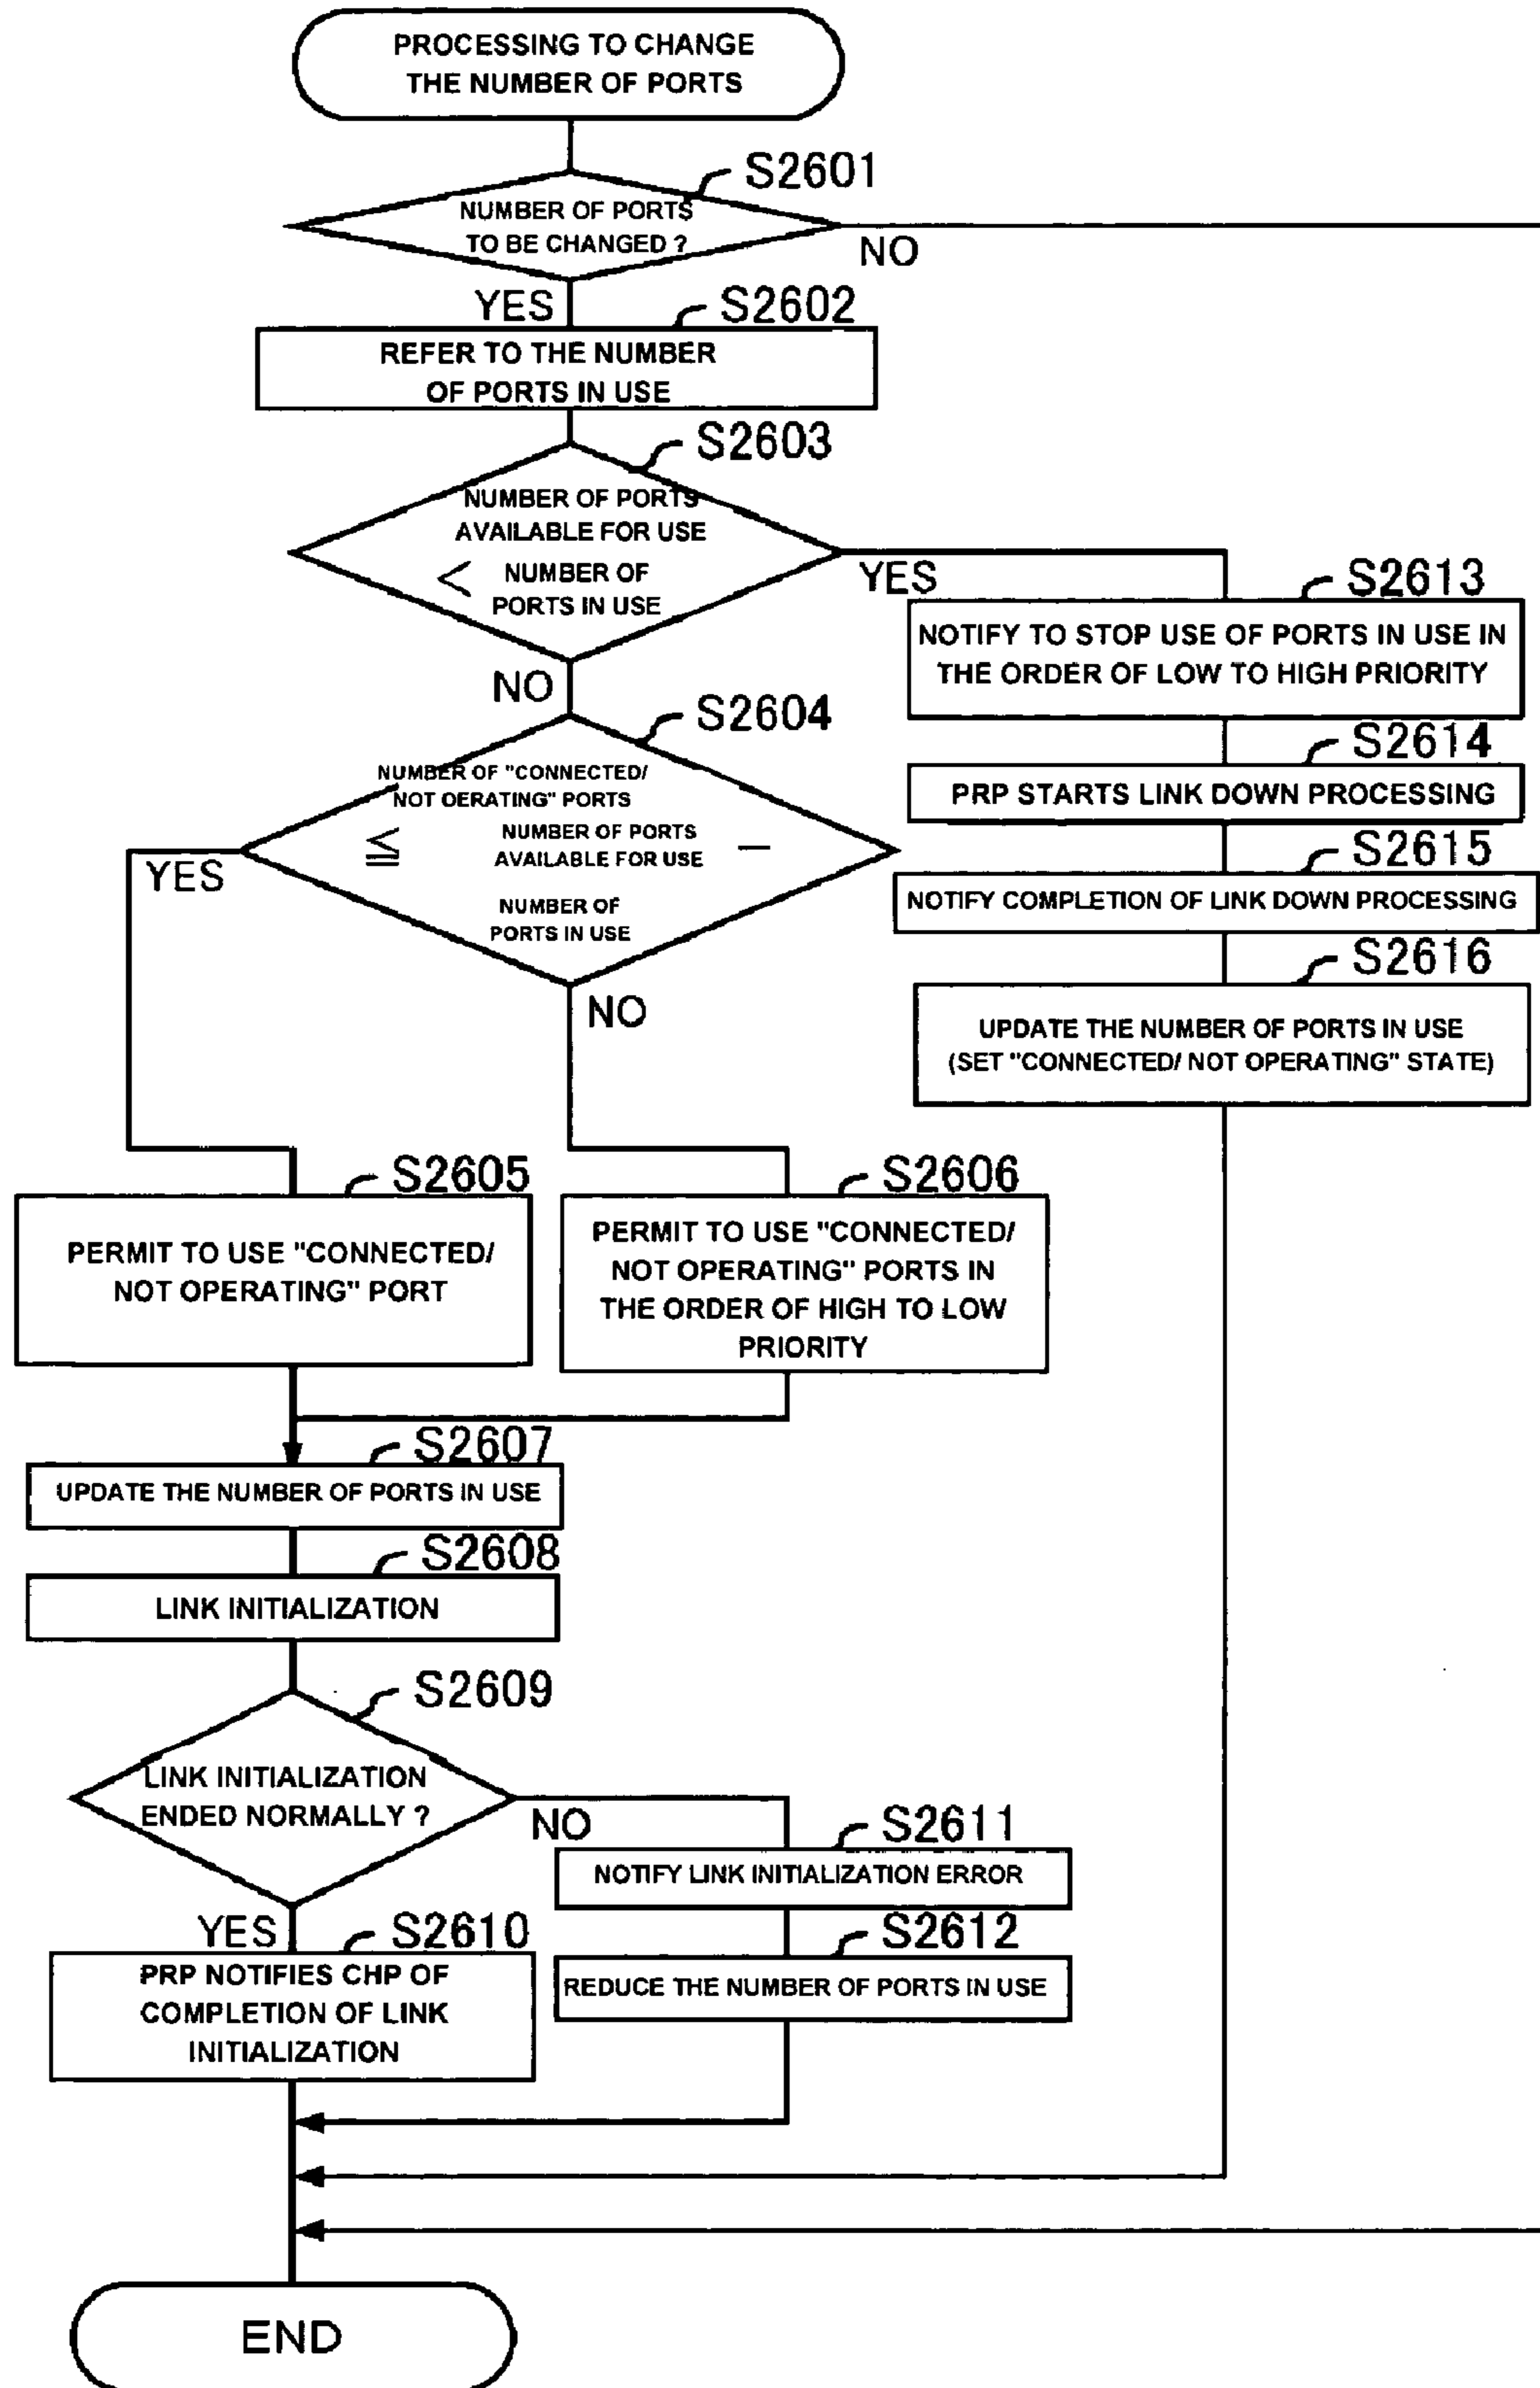 PROCESSING TO CHANGE
THE NUMBER OF PORTS
S2601
NUMBER OF PORTS
TO BE CHANGED ?
NO
YES
S2602
REFER TO THE NUMBER
OF PORTS IN USE
S2603
NUMBER OF PORTS
AVAILABLE FOR USE
< NUMBER OF
PORTS IN USE
YES
NO
S2613
NOTIFY TO STOP USE OF PORTS IN USE IN
THE ORDER OF LOW TO HIGH PRIORITY
S2604
NUMBER OF "CONNECTED/
NOT OERATING" PORTS
≦ NUMBER OF PORTS
AVAILABLE FOR USE —
NUMBER OF
PORTS IN USE
YES
NO
S2614
PRP STARTS LINK DOWN PROCESSING
S2615
NOTIFY COMPLETION OF LINK DOWN PROCESSING
S2616
UPDATE THE NUMBER OF PORTS IN USE
(SET "CONNECTED/ NOT OPERATING" STATE)
S2605
PERMIT TO USE "CONNECTED/
NOT OPERATING" PORT
S2606
PERMIT TO USE "CONNECTED/
NOT OPERATING" PORTS IN
THE ORDER OF HIGH TO LOW
PRIORITY
S2607
UPDATE THE NUMBER OF PORTS IN USE
S2608
LINK INITIALIZATION
S2609
LINK INITIALIZATION
ENDED NORMALLY ?
NO
YES
S2611
NOTIFY LINK INITIALIZATION ERROR
S2610
PRP NOTIFIES CHP OF
COMPLETION OF LINK
INITIALIZATION
S2612
REDUCE THE NUMBER OF PORTS IN USE
END